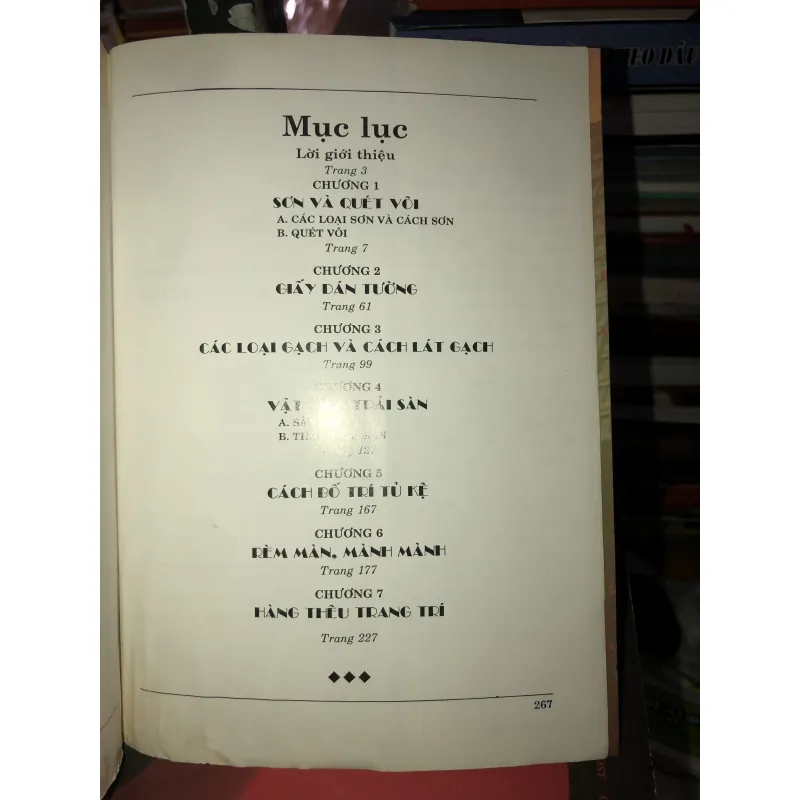 Mục lục
Lời giới thiệu
Trang 3
CHƯƠNG 1
SƠN VÀ QUÉT VÔI
A. CÁC LOẠI SƠN VÀ CÁCH SƠN
B. QUÉT VÔI
Trang 7
CHƯƠNG 2
GIẤY DÁN TƯỜNG
Trang 61
CHƯƠNG 3
CÁC LOẠI GẠCH VÀ CÁCH LÁT GẠCH
Trang 99
CHƯƠNG 4
VẬT TRẢI SÀN
A.
B.
CHƯƠNG 5
CÁCH BỐ TRÍ TỦ KỆ
Trang 167
CHƯƠNG 6
RÈM MÀN, MÀNH MÀNH
Trang 177
CHƯƠNG 7
HÀNG THÊU TRANG TRÍ
Trang 227
267